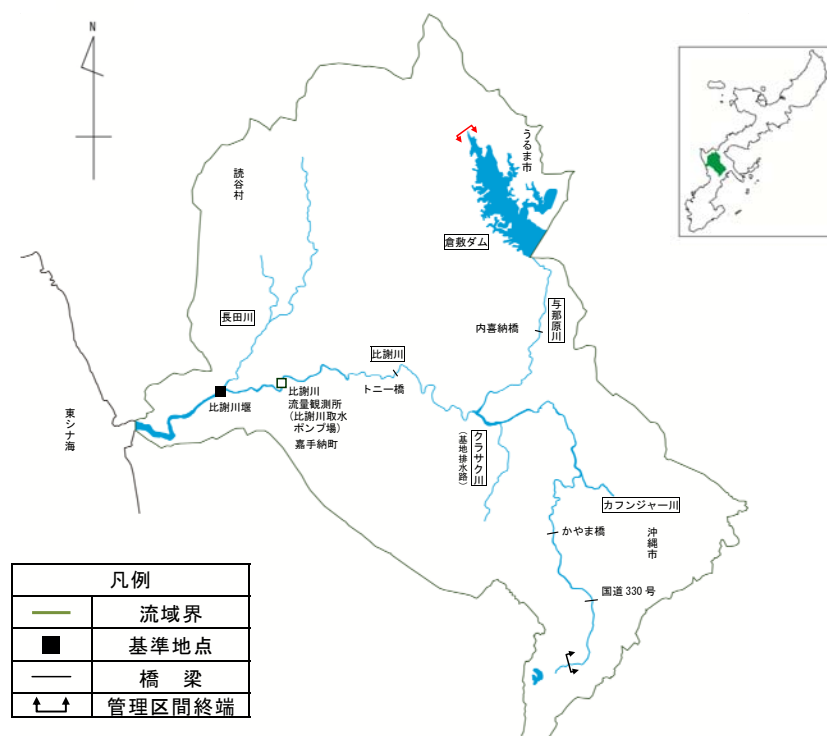 N
うるま市
読谷村
倉敷ダム
与那原川
内喜納橋
長田川
比謝川
トニー橋
比謝川堰
比謝川
流量観測所
(比謝川取水
ポンプ場)
嘉手納町
東シナ海
クラサク川
(基地排水路)
カフンジャー川
かやま橋
沖縄市
国道330号
凡例
流域界
基準地点
橋 梁
管理区間終端